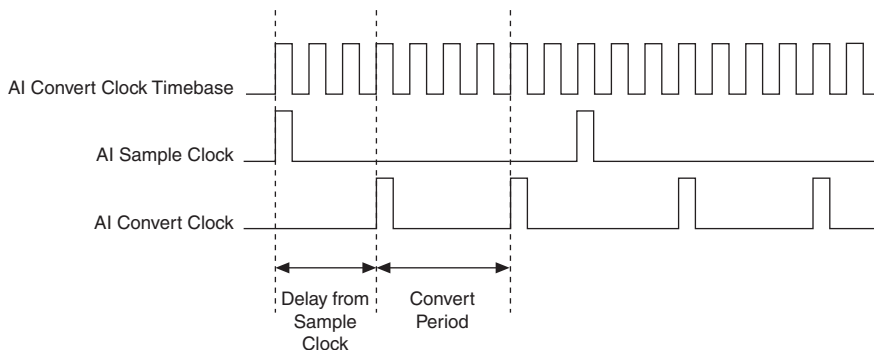 AI Convert Clock Timebase
AI Sample Clock
AI Convert Clock
Delay from
Sample
Clock
Convert
Period